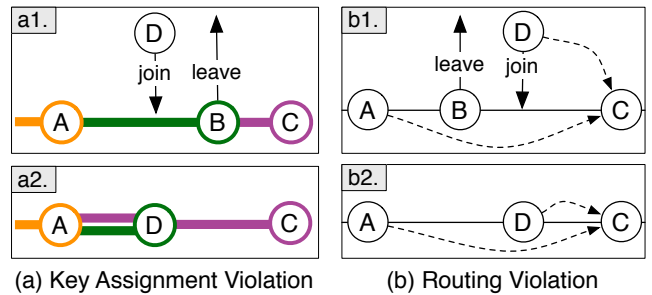 a1.
D
join
leave
A
B
C
a2.
A
D
C
(a) Key Assignment Violation
b1.
D
leave
join
A
B
C
b2.
A
D
C
(b) Routing Violation